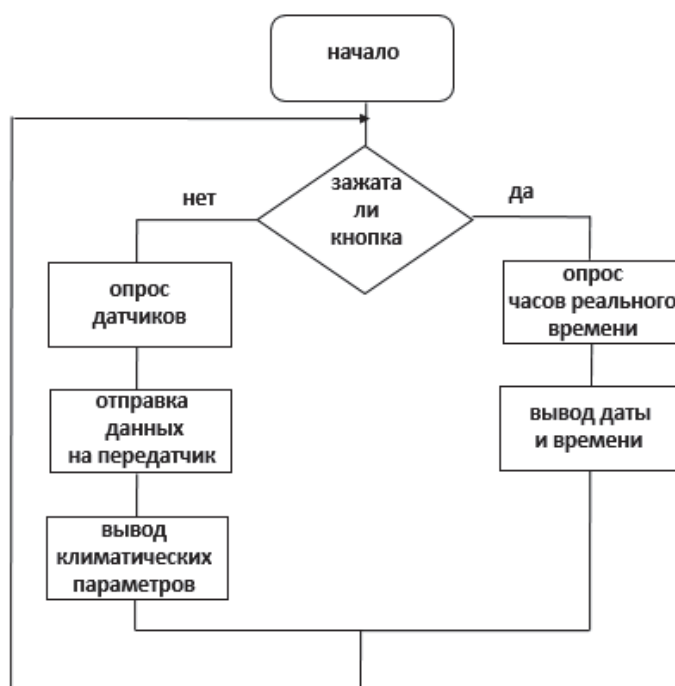 начало
зажата
ли
кнопка
нет
да
опрос
датчиков
отправка
данных
на передатчик
вывод
климатических
параметров
опрос
часов реального
времени
вывод даты
и времени